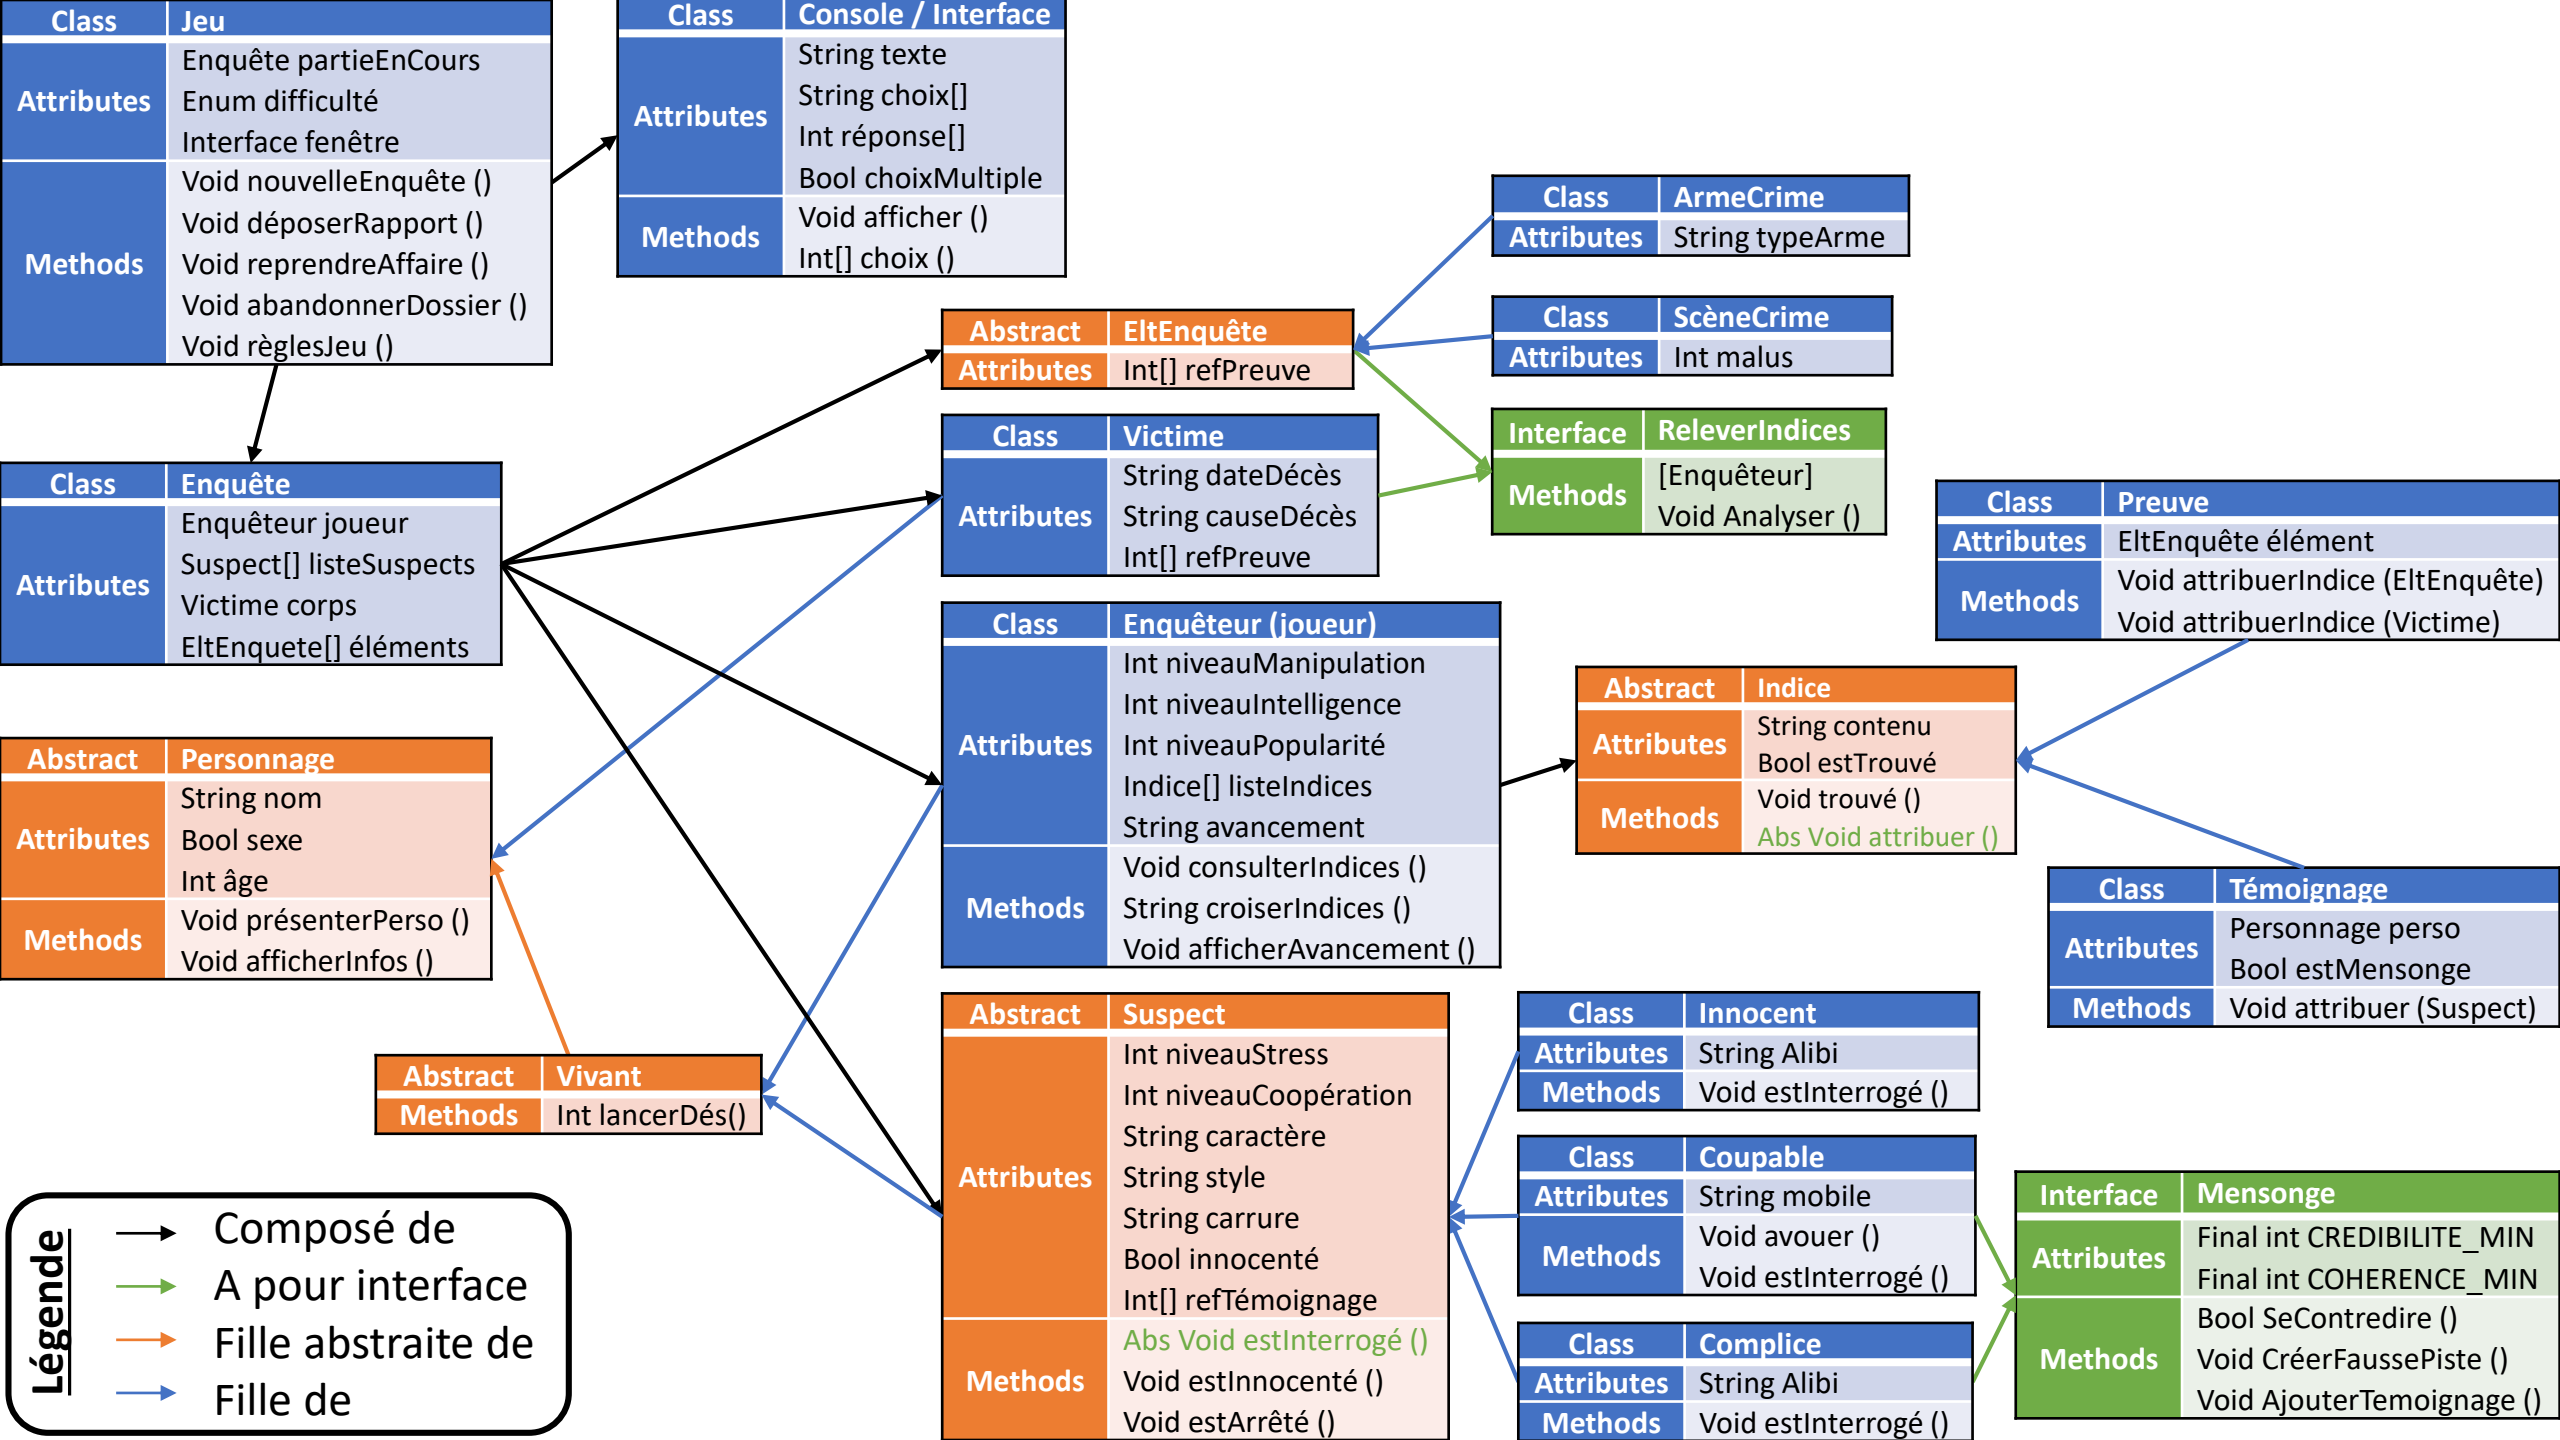 Class Jeu
Attributes
Enquête partieEnCours
Enum difficulté
Interface fenêtre
Methods
Void nouvelleEnquête ()
Void déposerRapport ()
Void reprendreAffaire ()
Void abandonnerDossier ()
Void règlesJeu ()
Class Console / Interface
Attributes
String texte
String choix[]
Int réponse[]
Bool choixMultiple
Methods
Void afficher ()
Int[] choix ()
Class ArmeCrime
Attributes String typeArme
Class ScèneCrime
Attributes Int malus
Abstract EltEnquête
Attributes Int[] refPreuve
Class Victime
Attributes
String dateDécès
String causeDécès
Int[] refPreuve
Interface ReleverIndices
Methods
[Enquêteur]
Void Analyser ()
Class Enquête
Attributes
Enquêteur joueur
Suspect[] listeSuspects
Victime corps
EltEnquete[] éléments
Class Preuve
Attributes EltEnquête élément
Methods
Void attribuerIndice (EltEnquête)
Void attribuerIndice (Victime)
Class Enquêteur (joueur)
Attributes
Int niveauManipulation
Int niveauIntelligence
Int niveauPopularité
Indice[] listeIndices
String avancement
Methods
Void consulterIndices ()
String croiserIndices ()
Void afficherAvancement ()
Abstract Indice
Attributes
String contenu
Bool estTrouvé
Methods
Void trouvé ()
Abs Void attribuer ()
Abstract Personnage
Attributes
String nom
Bool sexe
Int âge
Methods
Void présenterPerso ()
Void afficherInfos ()
Class Témoignage
Attributes
Personnage perso
Bool estMensonge
Methods Void attribuer (Suspect)
Abstract Vivant
Methods Int lancerDés()
Abstract Suspect
Attributes
Int niveauStress
Int niveauCoopération
String caractère
String style
String carrure
Bool innocenté
Int[] refTémoignage
Methods
Abs Void estInterrogé ()
Void estInnocenté ()
Void estArrêté ()
Class Innocent
Attributes String Alibi
Methods Void estInterrogé ()
Class Coupable
Attributes String mobile
Methods
Void avouer ()
Void estInterrogé ()
Class Complice
Attributes String Alibi
Methods Void estInterrogé ()
Interface Mensonge
Attributes
Final int CREDIBILITE_MIN
Final int COHERENCE_MIN
Methods
Bool SeContredire ()
Void CréerFaussePiste ()
Void AjouterTemoignage ()
Légende
Composé de
A pour interface
Fille abstraite de
Fille de